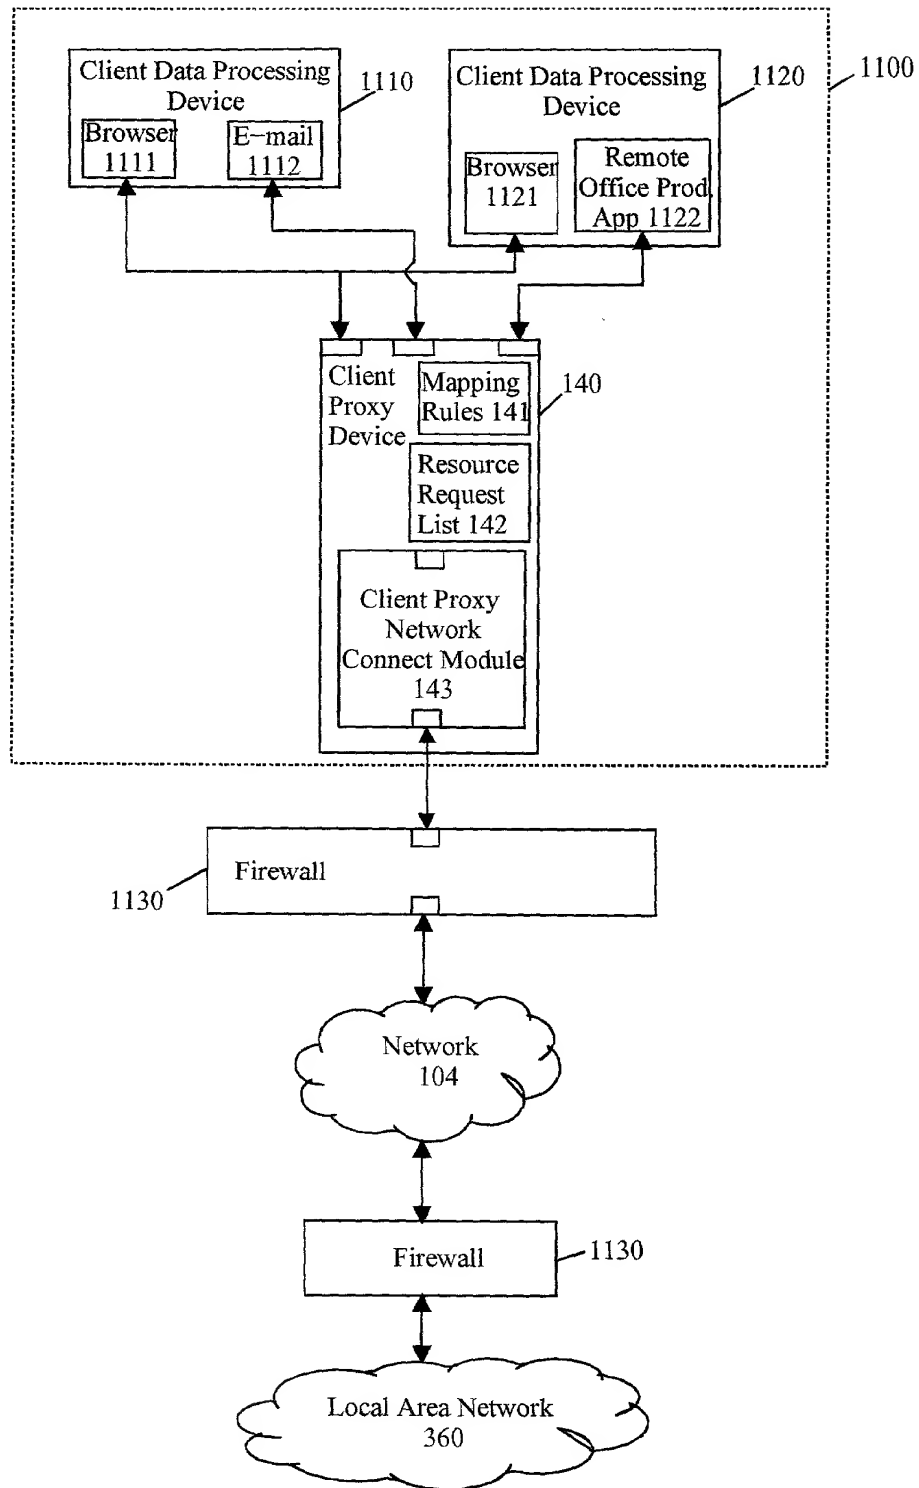 Client Data Processing
Device
Browser
1111
E-mail
1112
1110
Client Data Processing
Device
Browser
1121
Remote
Office Prod.
App 1122
1120
1100
Client
Proxy
Device
Mapping
Rules 141
140
Resource
Request
List 142
Client Proxy
Network
Connect Module
143
Firewall
1130
Network
104
Firewall
1130
Local Area Network
360